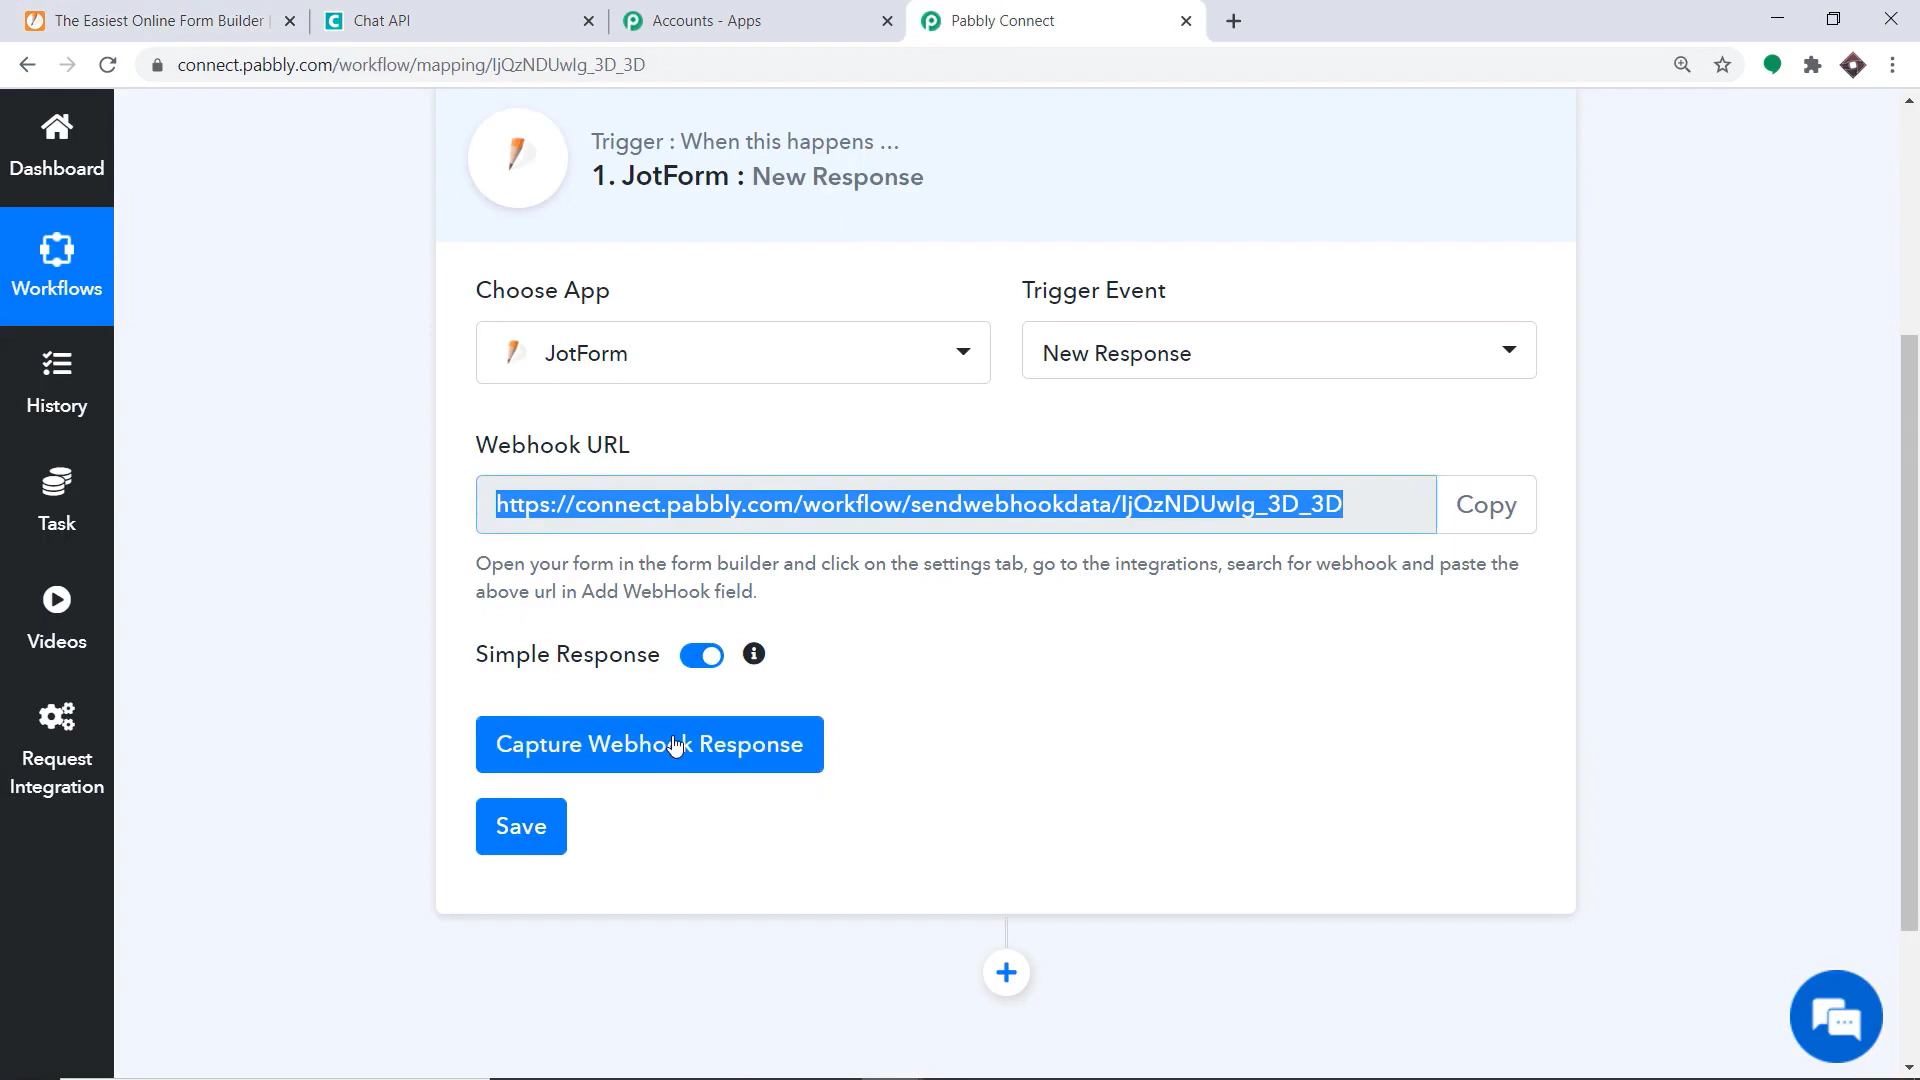 The Easiest Online Form Builder
Chat API
Accounts - Apps
Pabbly Connect
connect.pabbly.com/workflow/mapping/IjQzNDUwIg_3D_3D
Dashboard
Workflows
History
Task
Videos
Request
Integration
Trigger : When this happens ...
1. JotForm : New Response
Choose App
Trigger Event
JotForm
New Response
Webhook URL
https://connect.pabbly.com/workflow/sendwebhookdata/IjQzNDUwIg_3D_3D
Copy
Open your form in the form builder and click on the settings tab, go to the integrations, search for webhook and paste the
above url in Add WebHook field.
Simple Response
Capture Webhook Response
Save